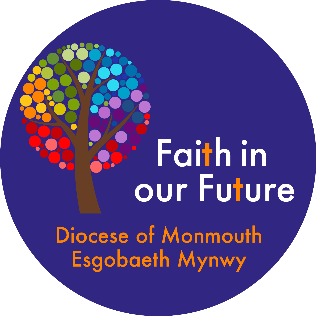 Faith in
our Future
Diocese of Monmouth
Esgobaeth Mynwy